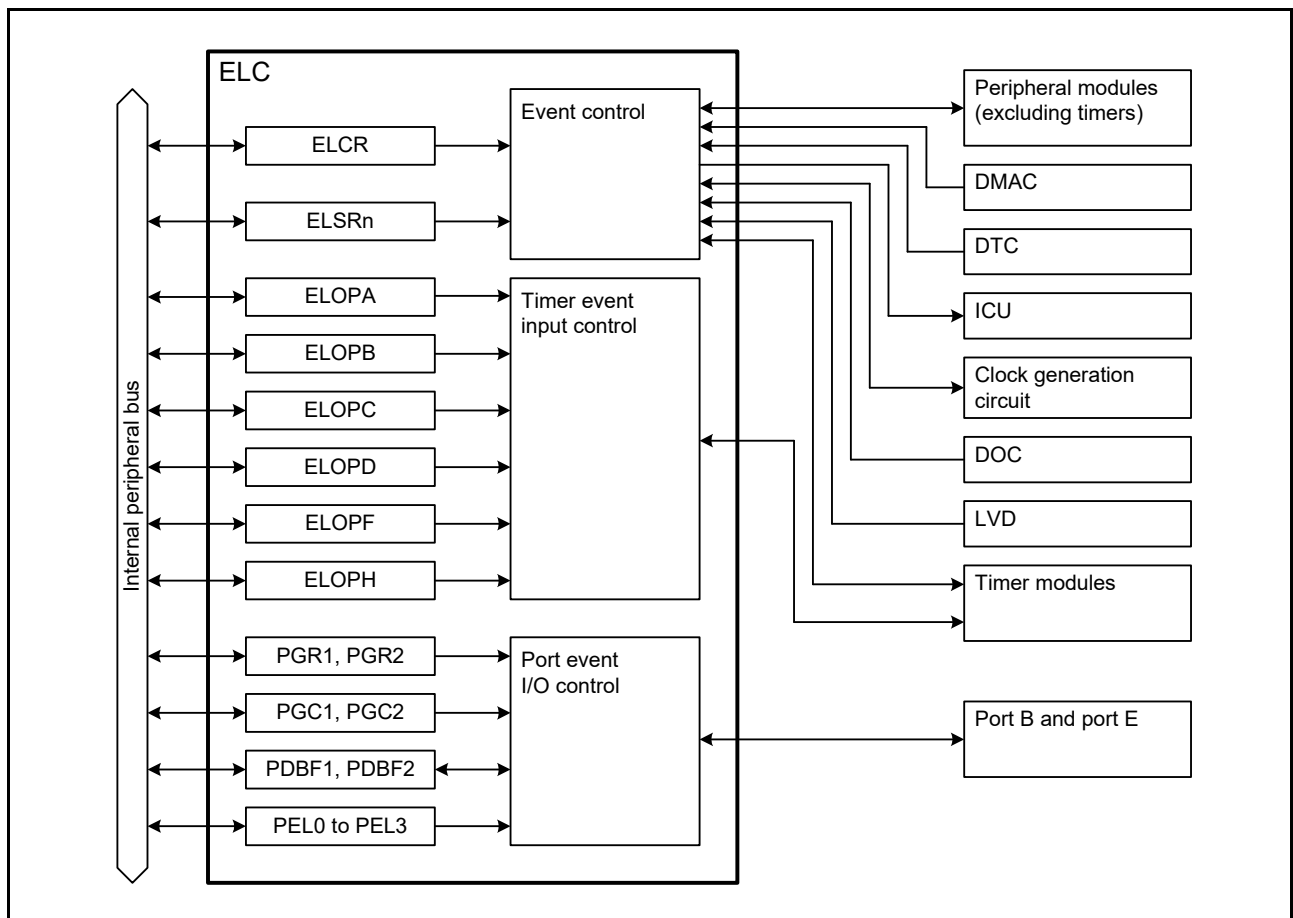 ELC
Internal peripheral bus
ELCR
ELSRn
ELOPA
ELOPB
ELOPC
ELOPD
ELOPF
ELOPH
PGR1, PGR2
PGC1, PGC2
PDBF1, PDBF2
PEL0 to PEL3
Event control
Timer event
input control
Port event
I/O control
Peripheral modules
(excluding timers)
DMAC
DTC
ICU
Clock generation
circuit
DOC
LVD
Timer modules
Port B and port E